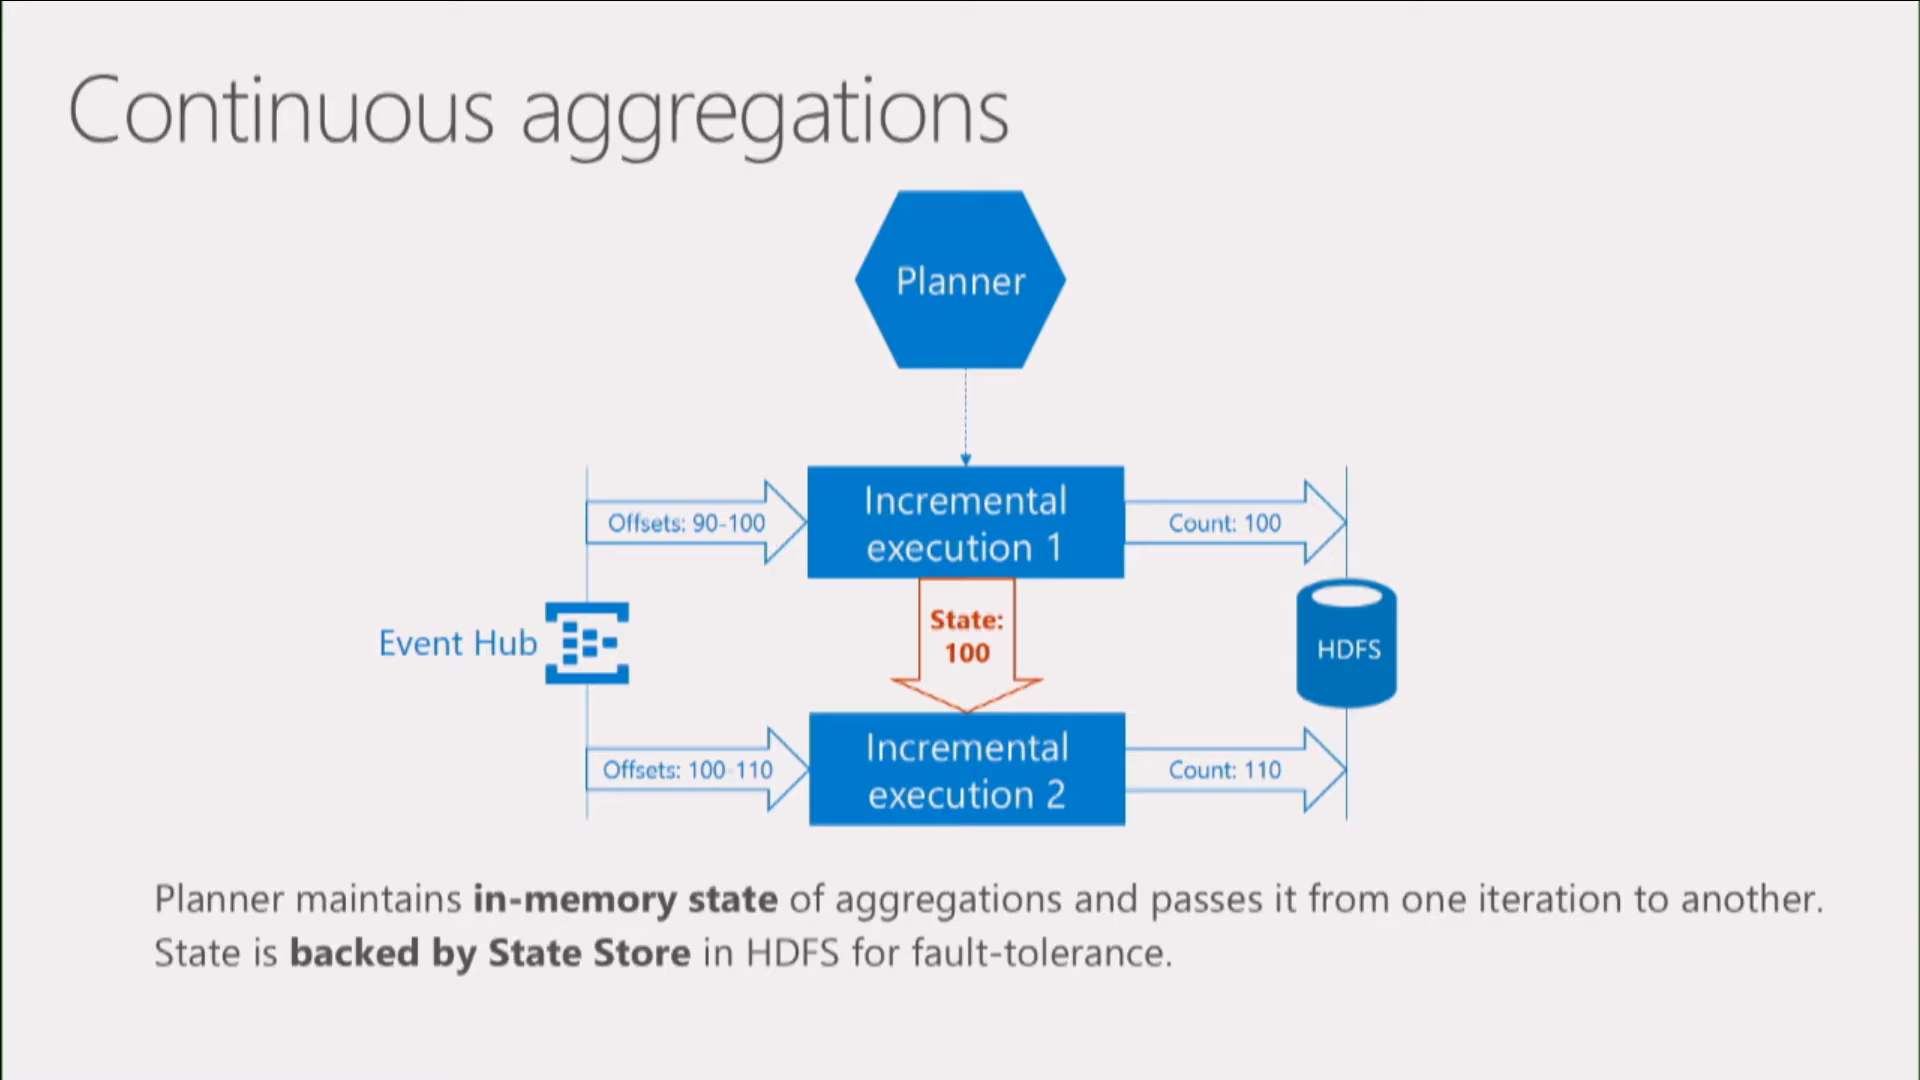 Continuous aggregations
Planner
Offsets: 90-100
Incremental
execution 1
Count: 100
State:
100
Event Hub
HDFS
Offsets: 100-110
Incremental
execution 2
Count: 110
Planner maintains in-memory state of aggregations and passes it from one iteration to another.
State is backed by State Store in HDFS for fault-tolerance.